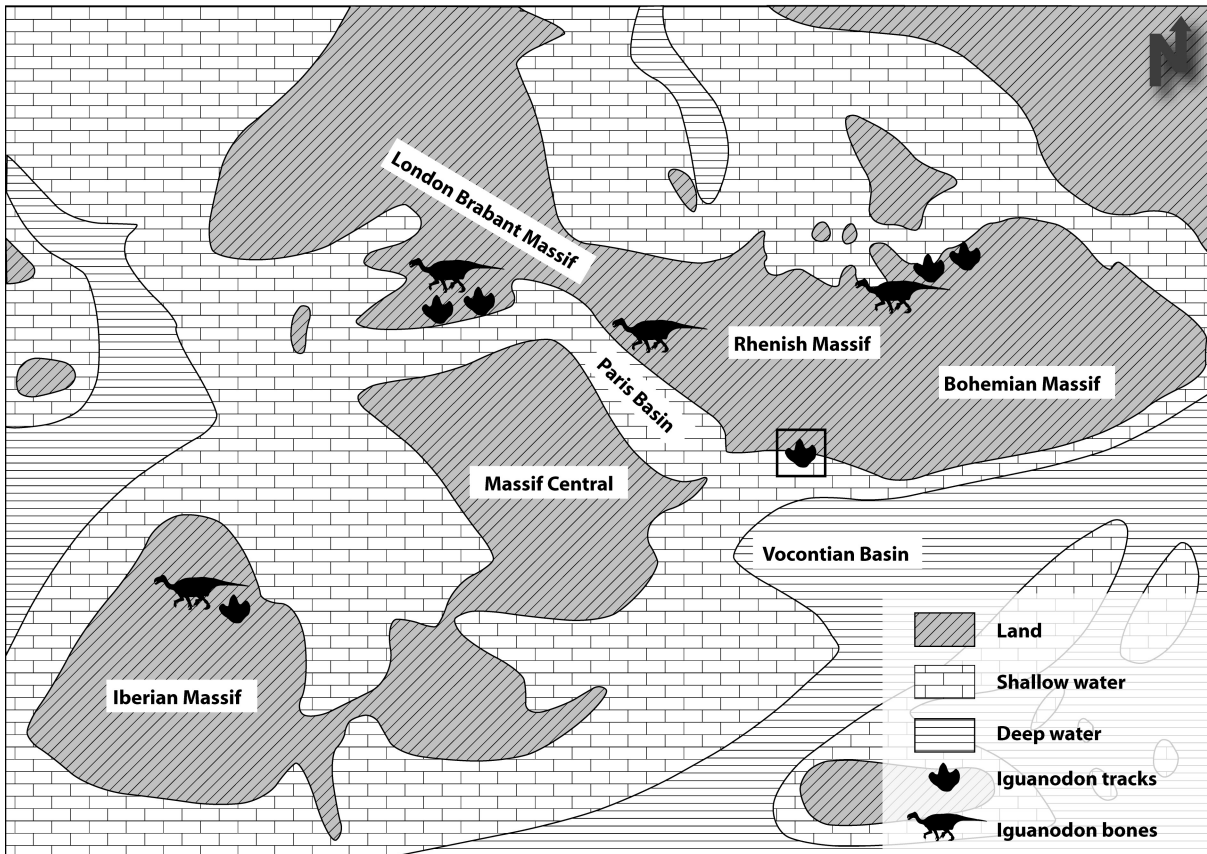 N
London Brabant Massif
Rhenish Massif
Bohemian Massif
Paris Basin
Massif Central
Vocontian Basin
Iberian Massif
Land
Shallow water
Deep water
Iguanodon tracks
Iguanodon bones